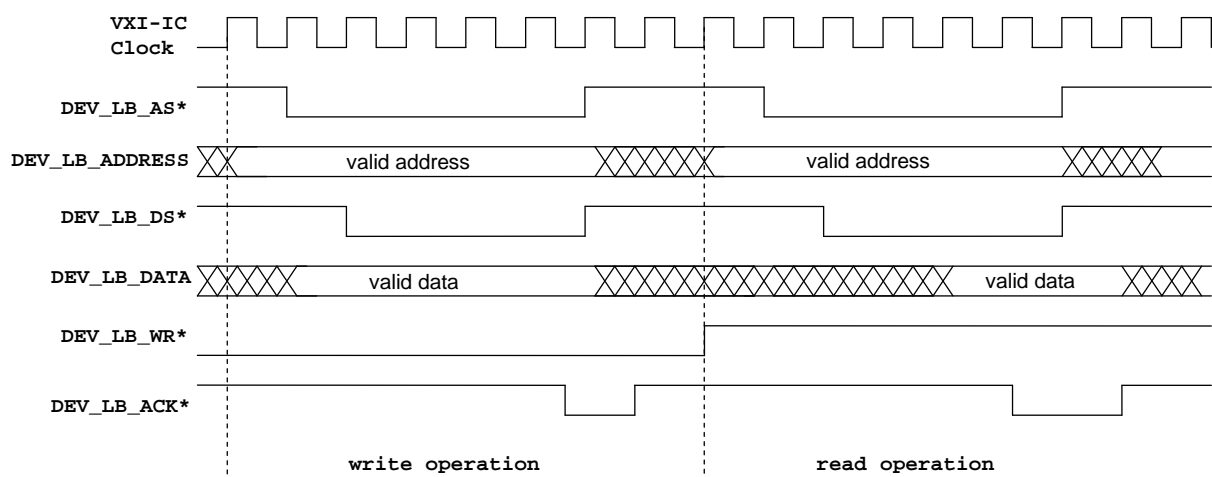 VXI-IC
Clock
DEV_LB_AS*
DEV_LB_ADDRESS
valid address
valid address
DEV_LB_DS*
DEV_LB_DATA
valid data
valid data
DEV_LB_WR*
DEV_LB_ACK*
write operation
read operation